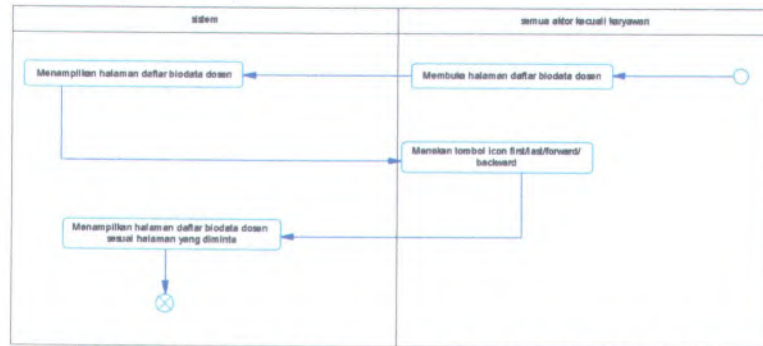 sistem
semua aktor kecuali karyawan
Menampilkan halaman daftar biodata dosen
Membuka halaman daftar biodata dosen
Menekan tombol icon first/last/forward/
backward
Menampilkan halaman daftar biodata dosen
sesuai halaman yang diminta